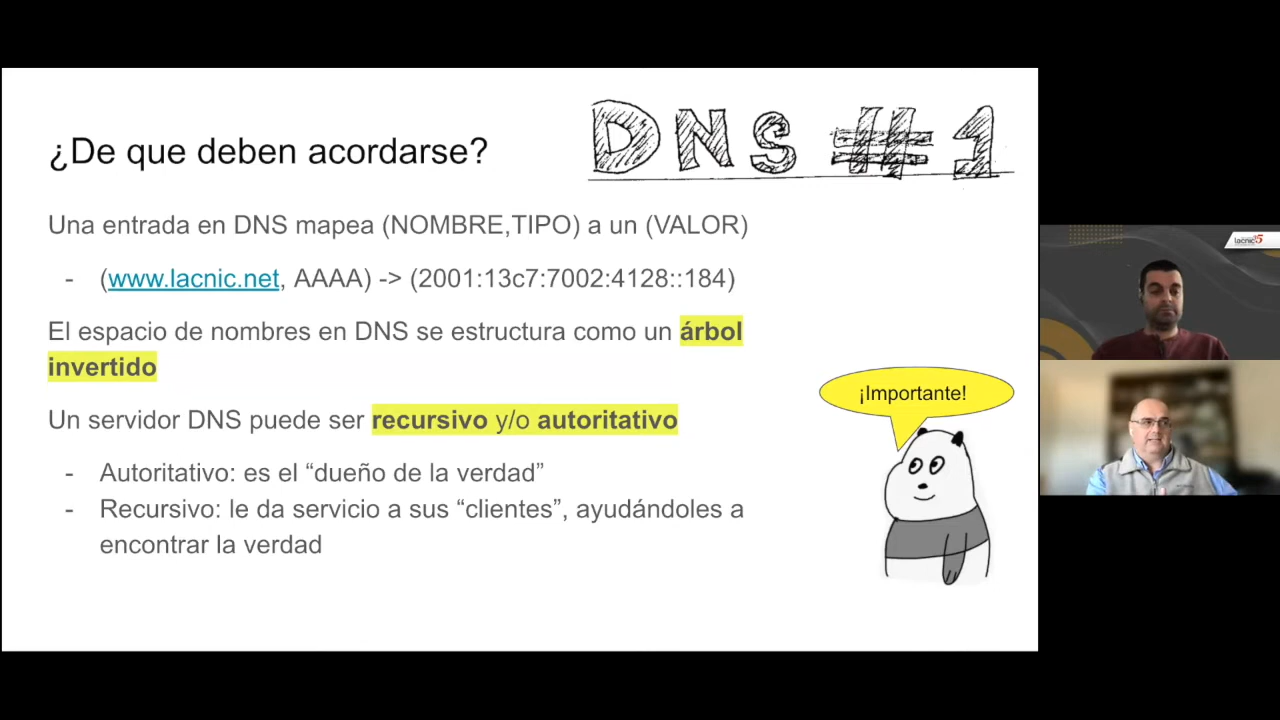 DNS #1
¿De que deben acordarse?
Una entrada en DNS mapea (NOMBRE,TIPO) a un (VALOR)
- (www.lacnic.net, AAAA) -> (2001:13c7:7002:4128::184)
El espacio de nombres en DNS se estructura como un árbol
invertido
Un servidor DNS puede ser recursivo y/o autoritativo
- Autoritativo: es el “dueño de la verdad”
- Recursivo: le da servicio a sus “clientes”, ayudándoles a
encontrar la verdad
¡Importante!
lacnic